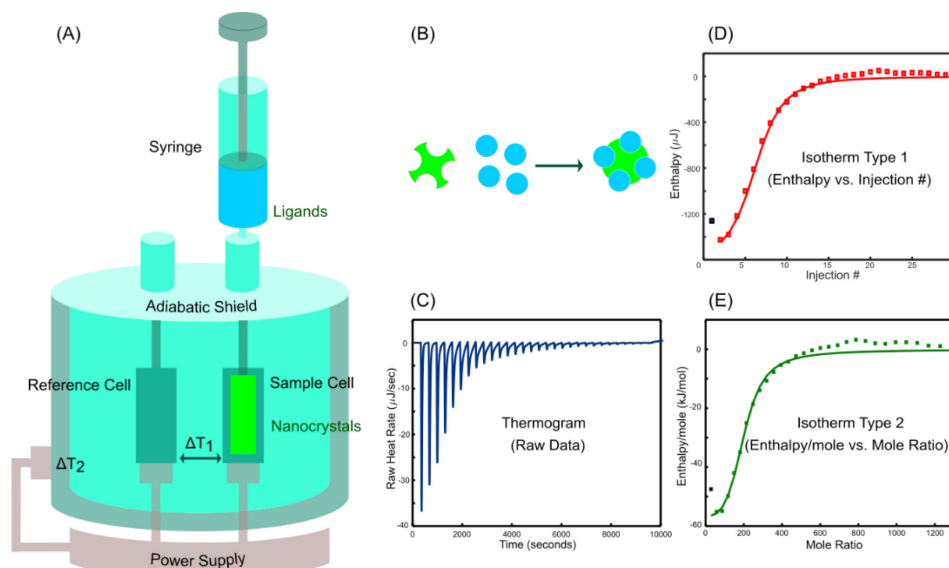 (A)
Syringe
Ligands
Adiabatic Shield
Reference Cell
Sample Cell
Nanocrystals
ΔT1
ΔT2
Power Supply
(B)
(C)
Raw Heat Rate (μJ/sec)
0
-10
-20
-30
-40
Thermogram
(Raw Data)
0
2000
4000
6000
8000
10000
Time (seconds)
(D)
Enthalpy (μJ)
0
-400
-800
-1200
Isotherm Type 1
(Enthalpy vs. Injection #)
0
5
10
15
20
25
Injection #
(E)
Enthalpy/mole (kJ/mol)
0
-20
-40
-60
Isotherm Type 2
(Enthalpy/mole vs. Mole Ratio)
0
200
400
600
800
1000
1200
Mole Ratio